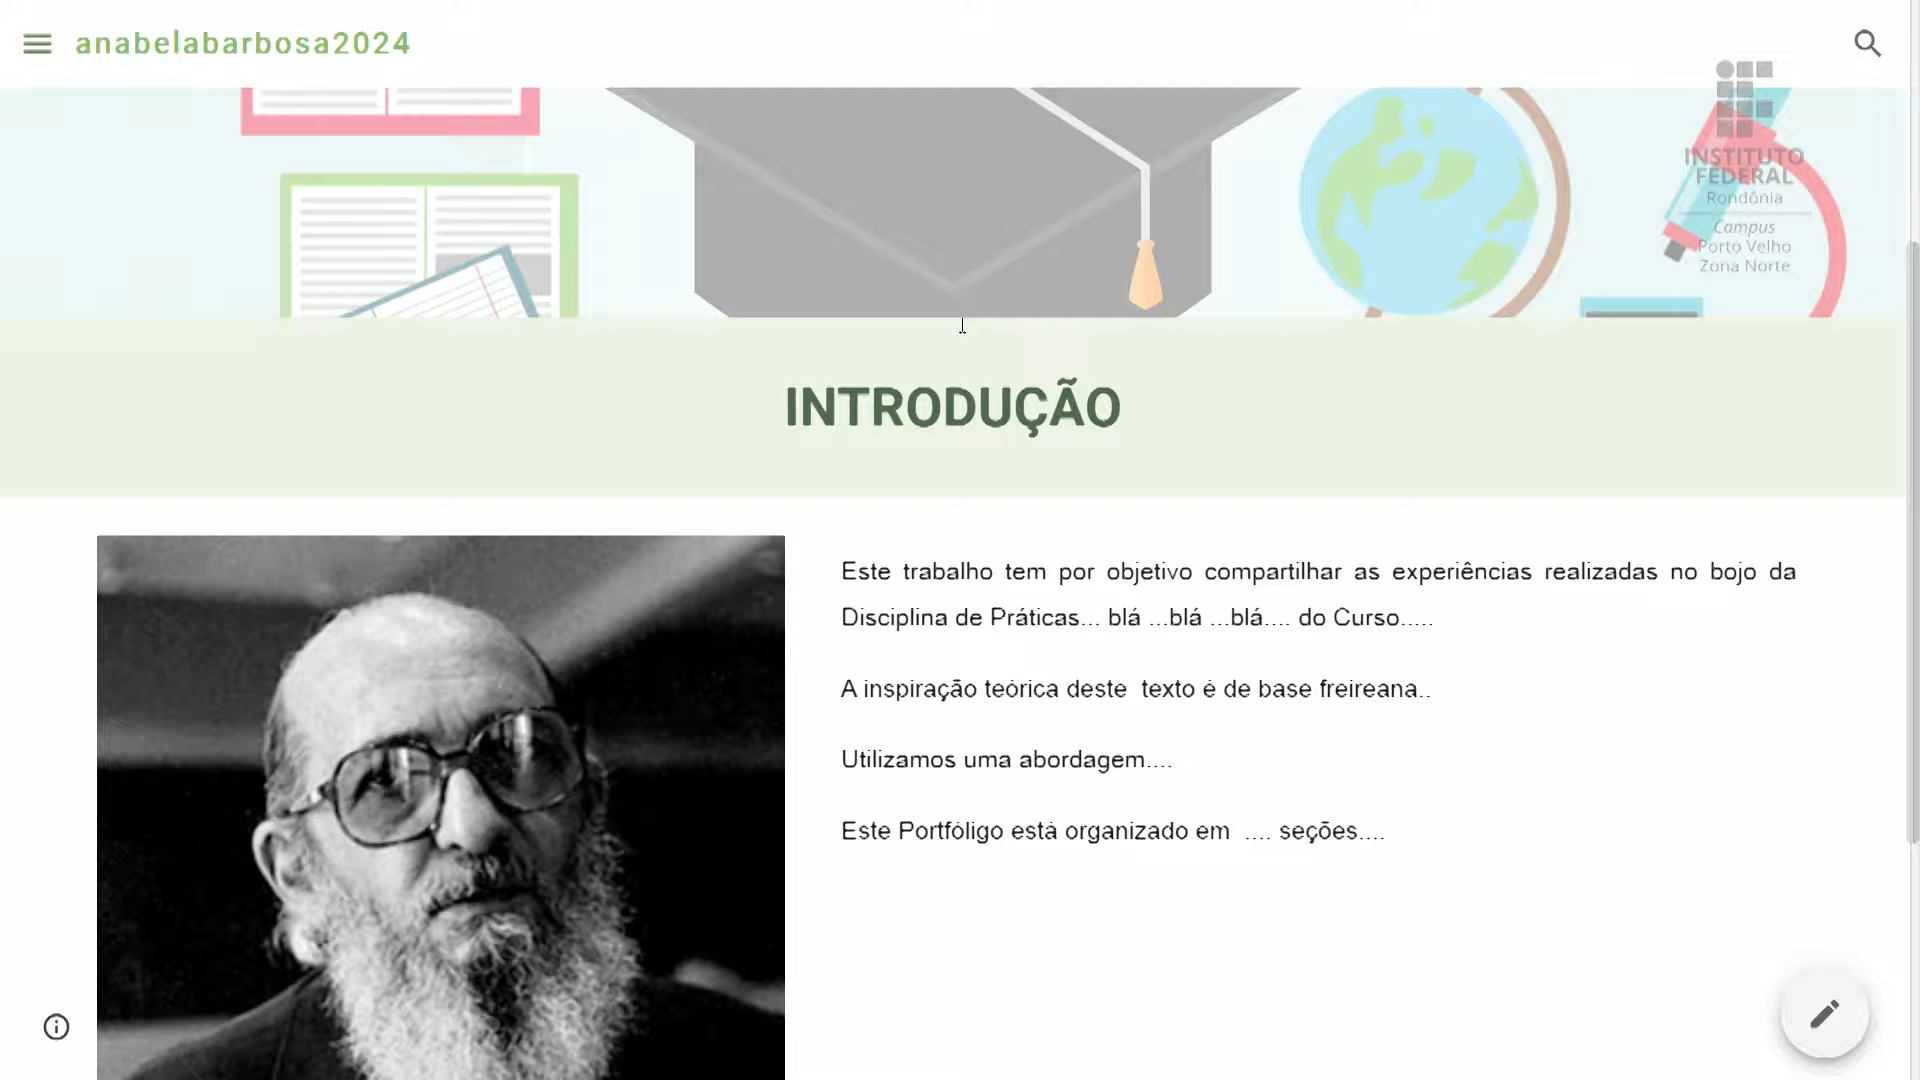 anabelabarbosa2024
INSTITUTO
FEDERAL
Rondônia
Campus
Porto Velho
Zona Norte
INTRODUÇÃO
Este trabalho tem por objetivo compartilhar as experiências realizadas no bojo da
Disciplina de Práticas... blá ...blá ...blá.... do Curso.....
A inspiração teórica deste texto é de base freireana..
Utilizamos uma abordagem....
Este Portfóligo está organizado em .... seções....